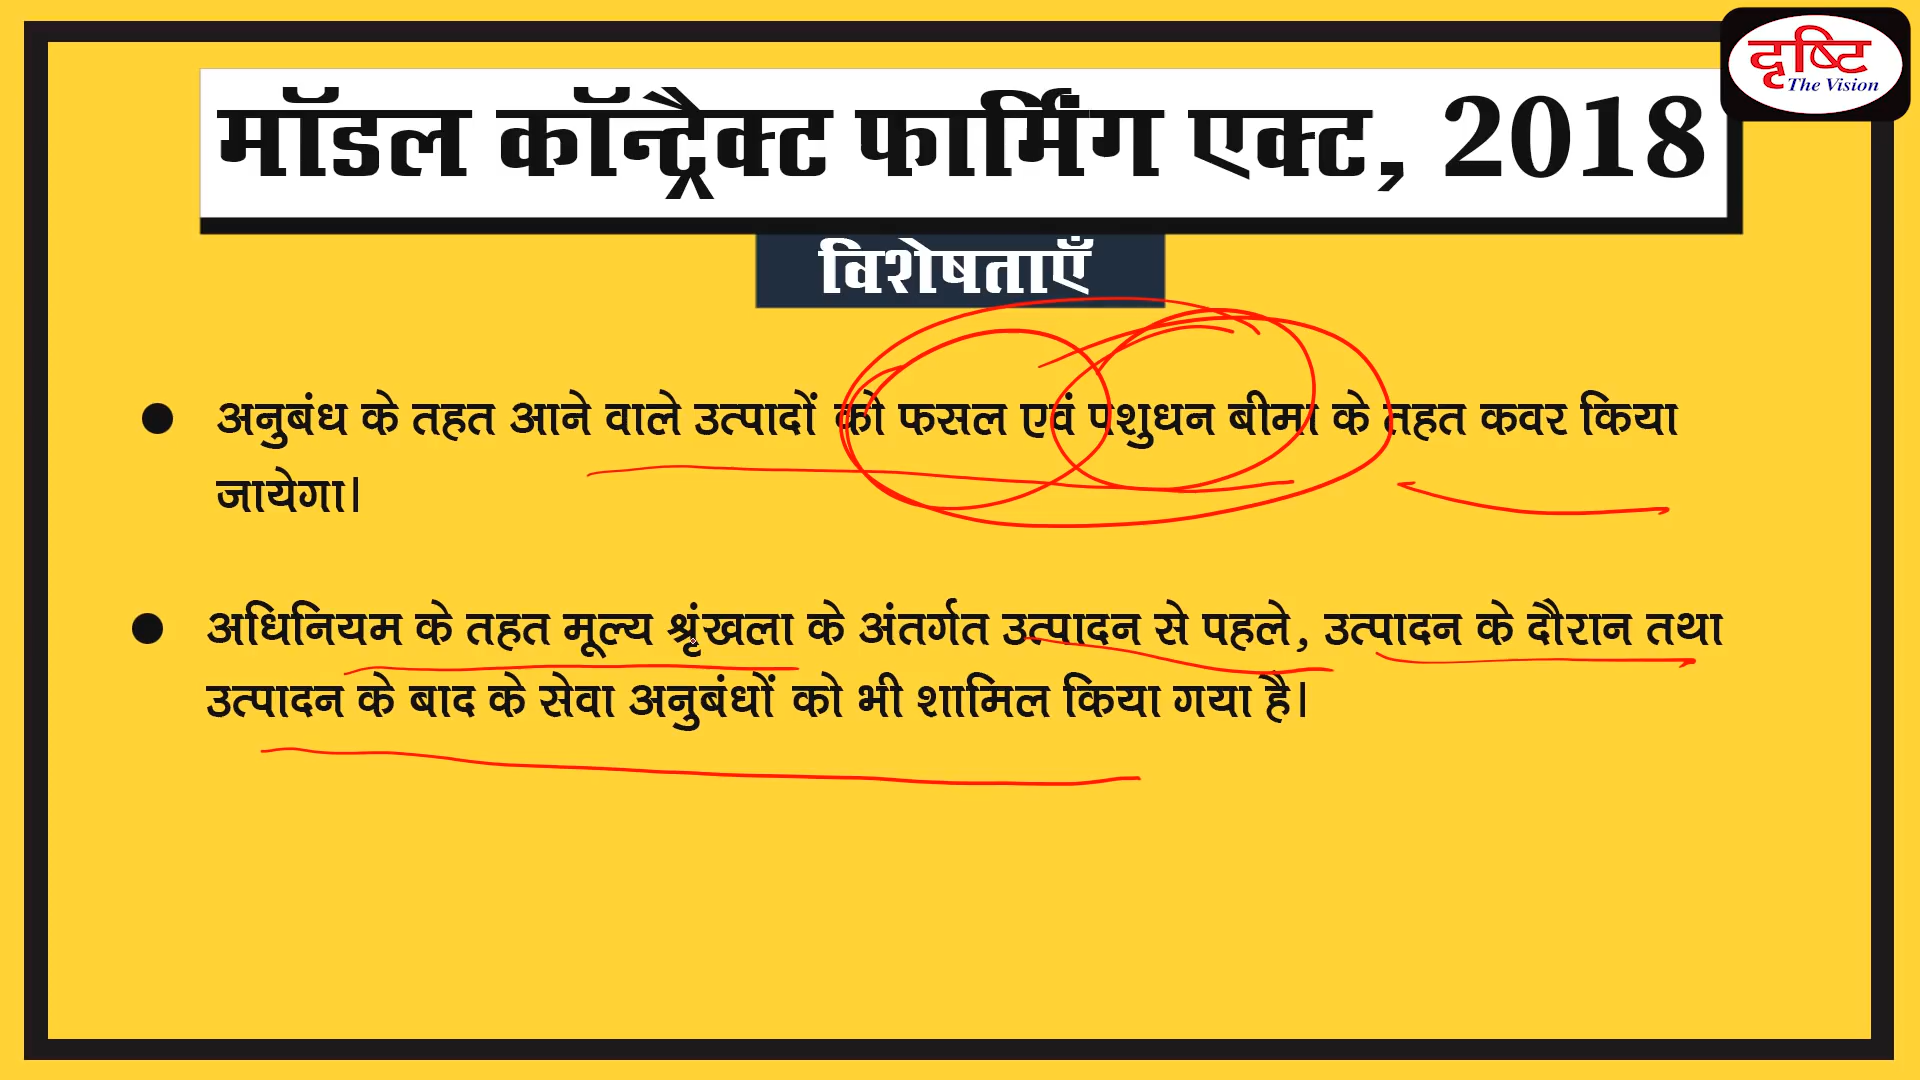 दृष्टि
The Vision
मॉडल कॉन्ट्रैक्ट फार्मिंग एक्ट, 2018
विशेषताएँ
● अनुबंध के तहत आने वाले उत्पादों को फसल एवं पशुधन बीमा के तहत कवर किया
जायेगा।
● अधिनियम के तहत मूल्य श्रृंखला के अंतर्गत उत्पादन से पहले, उत्पादन के दौरान तथा
उत्पादन के बाद के सेवा अनुबंधों को भी शामिल किया गया है।